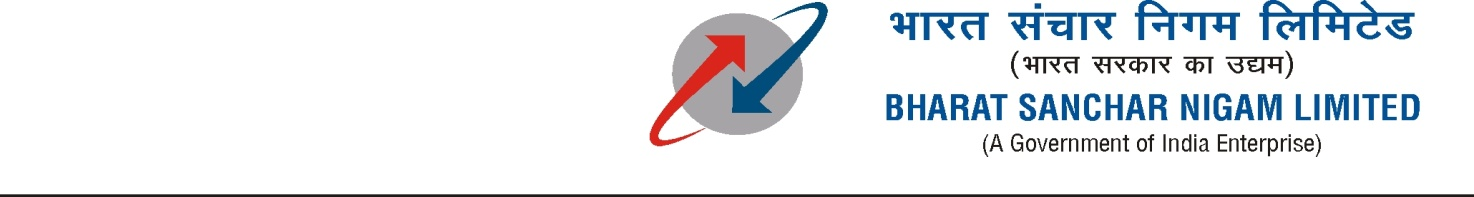 भारत संचार निगम लिमिटेड
(भारत सरकार का उद्यम)
BHARAT SANCHAR NIGAM LIMITED
(A Government of India Enterprise)